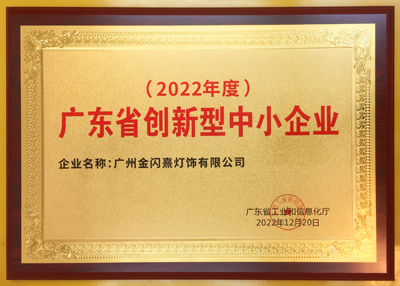 （2022年度）
广东省创新型中小企业
企业名称：广州金闪熹灯饰有限公司
广东省工业和信息化厅
2022年12月20日